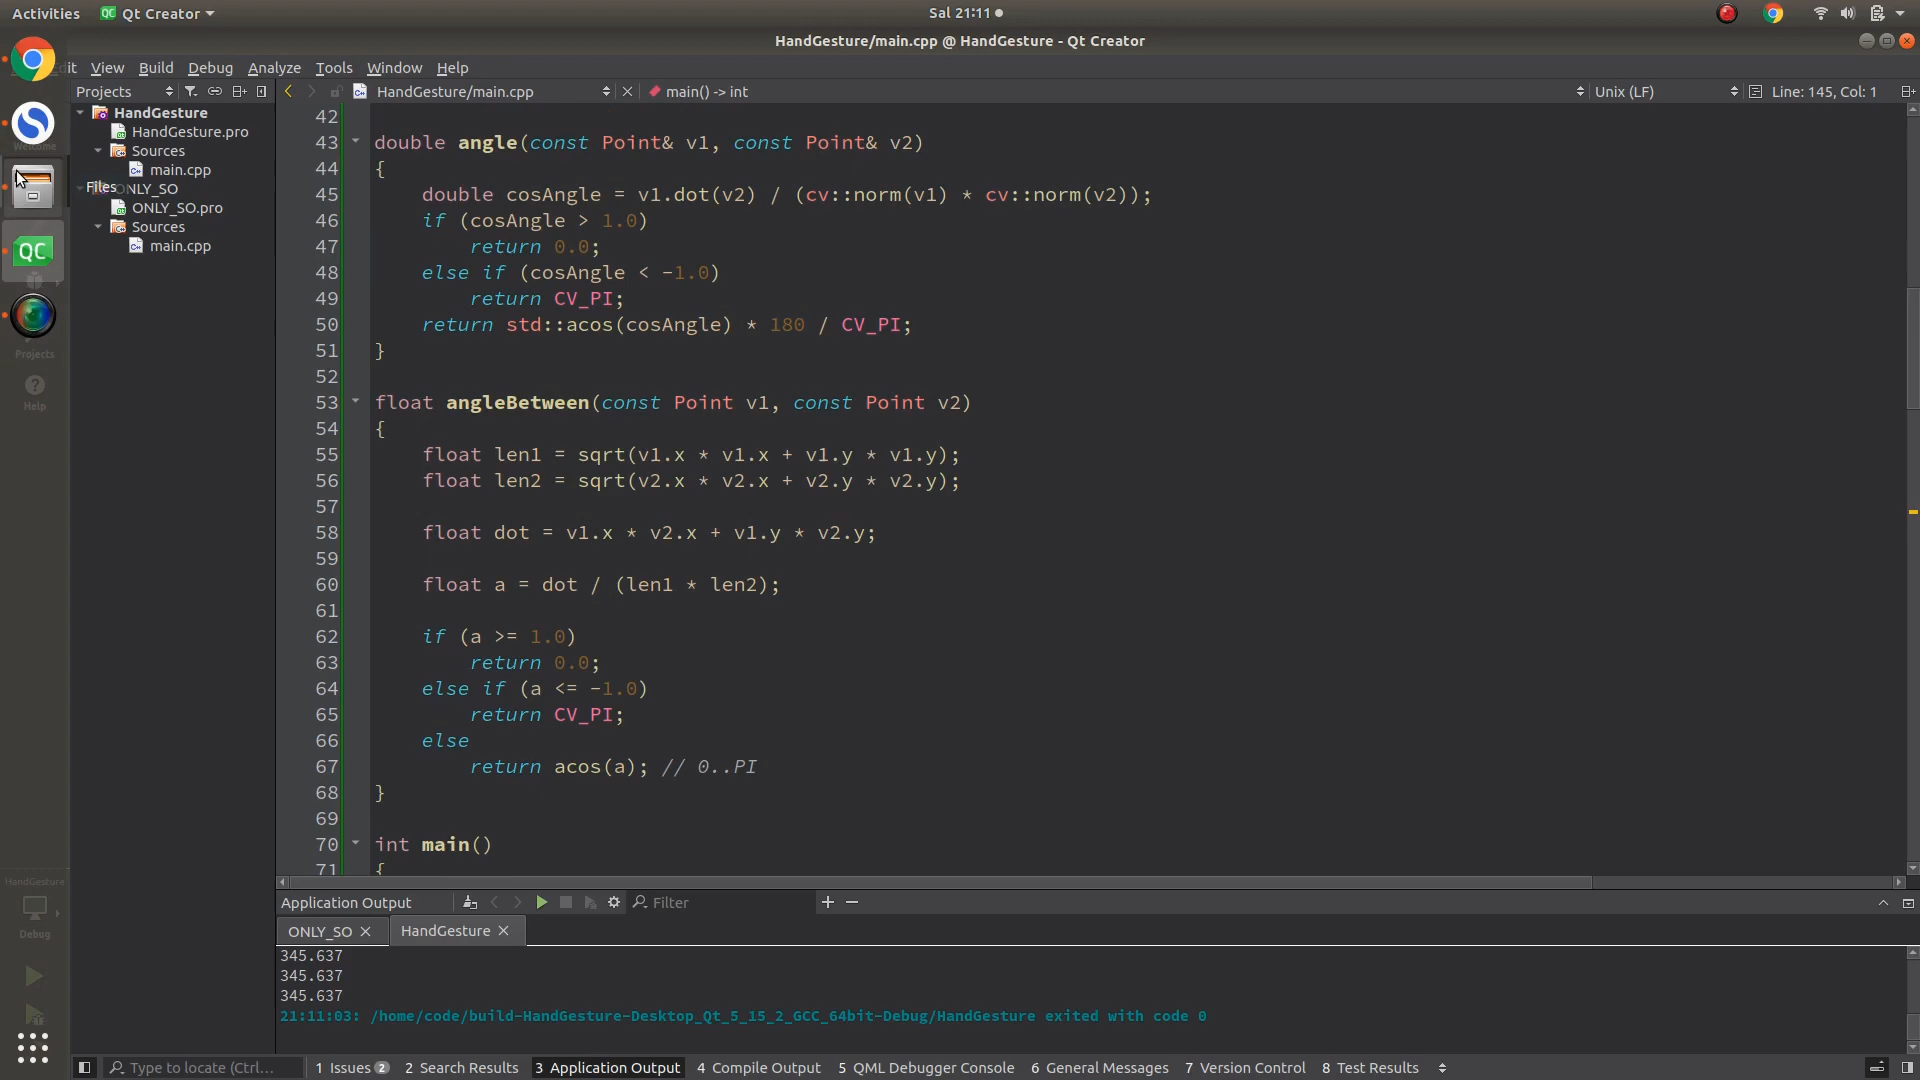 Activities Qt Creator Sal 21:11
HandGesture/main.cpp @ HandGesture - Qt Creator
View Build Debug Analyze Tools Window Help
Projects HandGesture/main.cpp main() -> int Unix (LF) Line: 145, Col: 1
HandGesture
HandGesture.pro
Sources
main.cpp
Files
ONLY_SO
ONLY_SO.pro
Sources
main.cpp
Welcome
Projects
Help
42
43 double angle(const Point& v1, const Point& v2)
44 {
45 double cosAngle = v1.dot(v2) / (cv::norm(v1) * cv::norm(v2));
46 if (cosAngle > 1.0)
47 return 0.0;
48 else if (cosAngle < -1.0)
49 return CV_PI;
50 return std::acos(cosAngle) * 180 / CV_PI;
51 }
52
53 float angleBetween(const Point v1, const Point v2)
54 {
55 float len1 = sqrt(v1.x * v1.x + v1.y * v1.y);
56 float len2 = sqrt(v2.x * v2.x + v2.y * v2.y);
57
58 float dot = v1.x * v2.x + v1.y * v2.y;
59
60 float a = dot / (len1 * len2);
61
62 if (a >= 1.0)
63 return 0.0;
64 else if (a <= -1.0)
65 return CV_PI;
66 else
67 return acos(a); // 0..PI
68 }
69
70 int main()
71 {
HandGesture
Debug
Application Output Filter
ONLY_SO HandGesture
345.637
345.637
345.637
21:11:03: /home/code/build-HandGesture-Desktop_Qt_5_15_2_GCC_64bit-Debug/HandGesture exited with code 0
Type to locate (Ctrl... 1 Issues 2 2 Search Results 3 Application Output 4 Compile Output 5 QML Debugger Console 6 General Messages 7 Version Control 8 Test Results